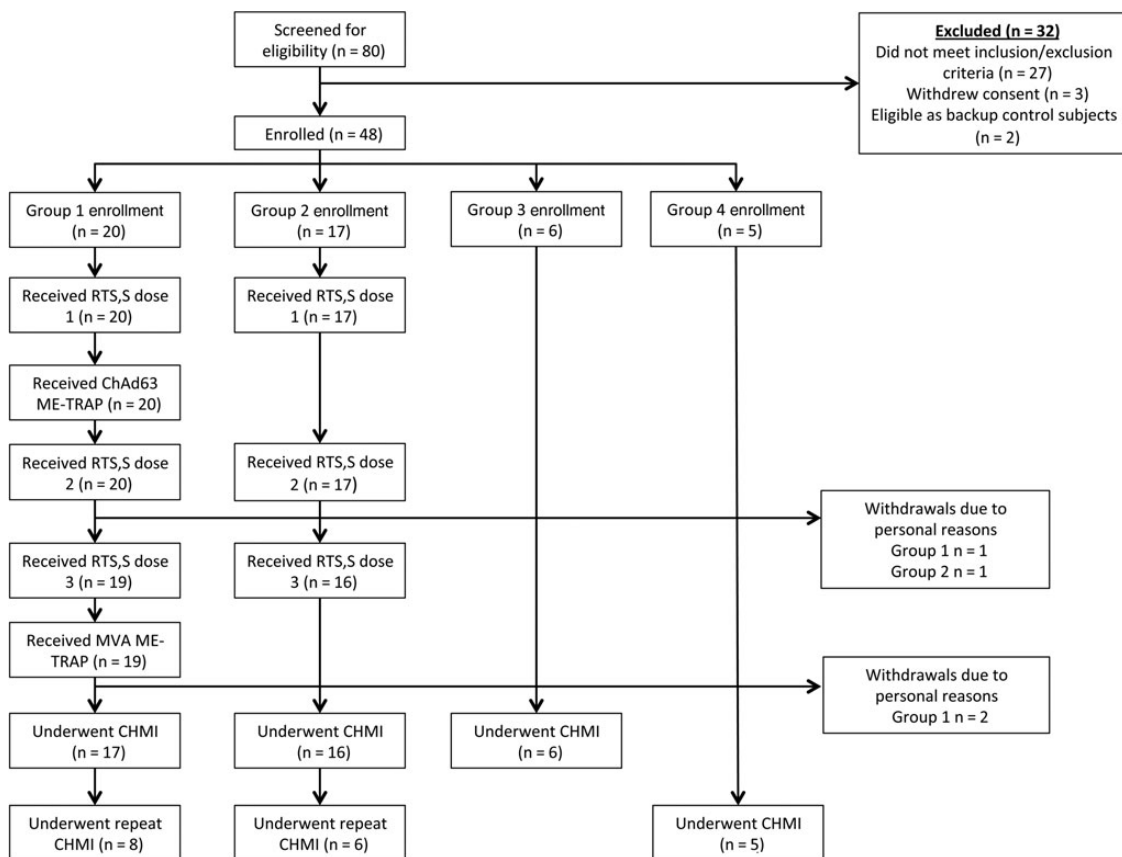 Screened for
eligibility (n = 80)
Excluded (n = 32)
Did not meet inclusion/exclusion
criteria (n = 27)
Withdrew consent (n = 3)
Eligible as backup control subjects
(n = 2)
Enrolled (n = 48)
Group 1 enrollment
(n = 20)
Group 2 enrollment
(n = 17)
Group 3 enrollment
(n = 6)
Group 4 enrollment
(n = 5)
Received RTS,S dose
1 (n = 20)
Received RTS,S dose
1 (n = 17)
Received ChAd63
ME-TRAP (n = 20)
Received RTS,S dose
2 (n = 20)
Received RTS,S dose
2 (n = 17)
Withdrawals due to
personal reasons
Group 1 n = 1
Group 2 n = 1
Received RTS,S dose
3 (n = 19)
Received RTS,S dose
3 (n = 16)
Received MVA ME-
TRAP (n = 19)
Withdrawals due to
personal reasons
Group 1 n = 2
Underwent CHMI
(n = 17)
Underwent CHMI
(n = 16)
Underwent CHMI
(n = 6)
Underwent repeat
CHMI (n = 8)
Underwent repeat
CHMI (n = 6)
Underwent CHMI
(n = 5)